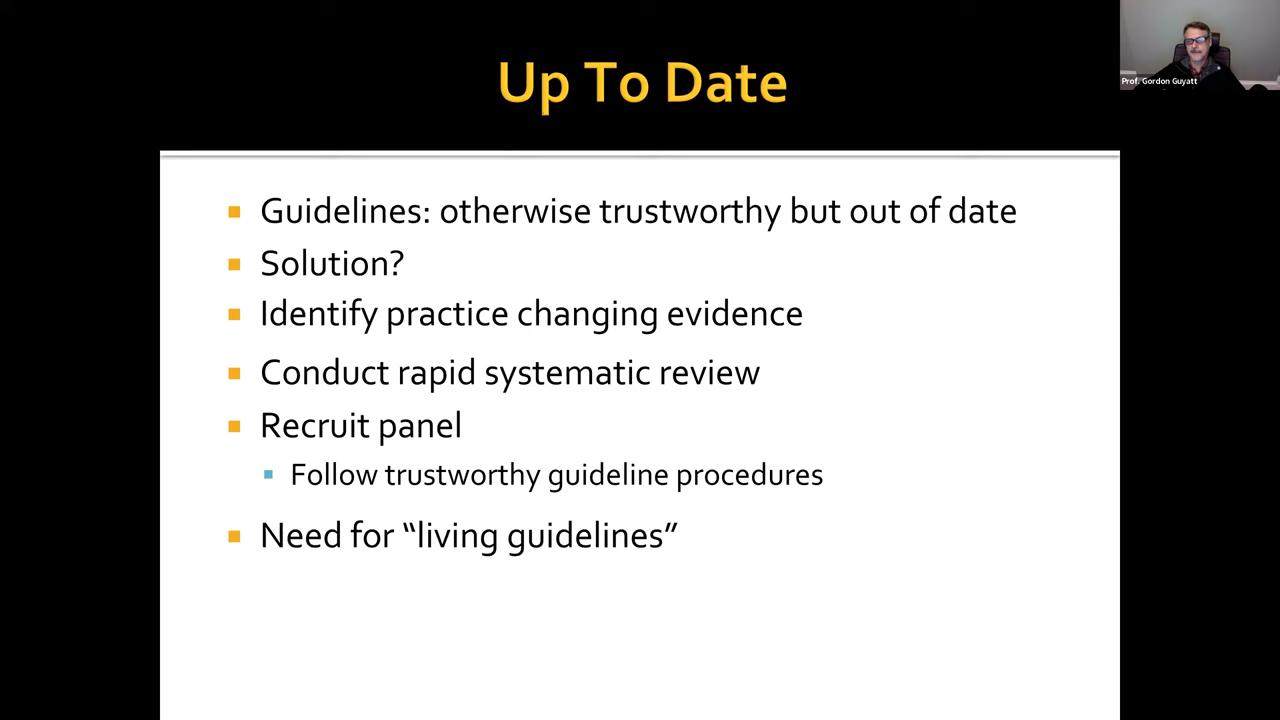 Up To Date
Prof. Gordon Guyatt
Guidelines: otherwise trustworthy but out of date
Solution?
Identify practice changing evidence
Conduct rapid systematic review
Recruit panel
Follow trustworthy guideline procedures
Need for “living guidelines”